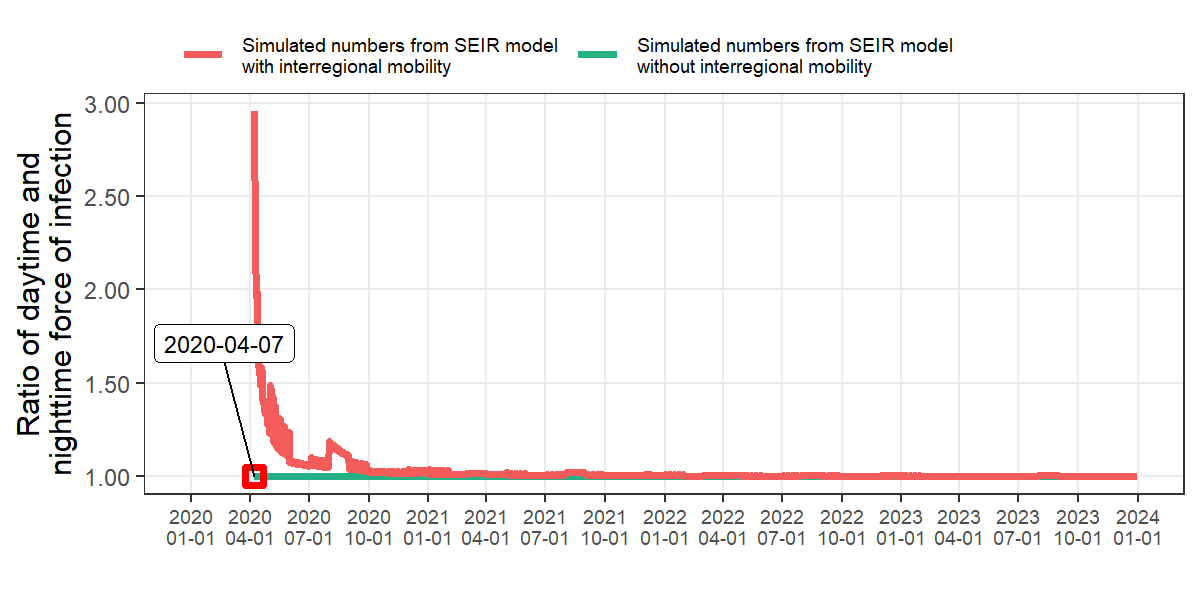 Simulated numbers from SEIR model
with interregional mobility
Simulated numbers from SEIR model
without interregional mobility
Ratio of daytime and
nighttime force of infection
3.00
2.50
2.00
1.50
1.00
2020-04-07
2020 2020 2020 2020 2021 2021 2021 2021 2022 2022 2022 2022 2023 2023 2023 2023 2024
01-01 04-01 07-01 10-01 01-01 04-01 07-01 10-01 01-01 04-01 07-01 10-01 01-01 04-01 07-01 10-01 01-01